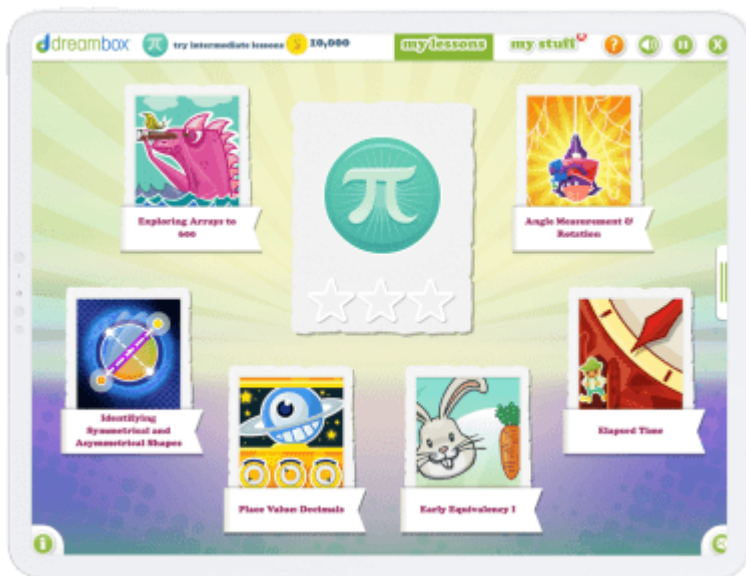 dreambox
π
try intermediate lessons
10,000
my lessons
my stuff
?
X
Exploring Arrays to
600
π
Angle Measurement &
Rotation
Identifying
Symmetrical and
Asymmetrical Shapes
Elapsed Time
Place Value: Decimals
Early Equivalency I
i